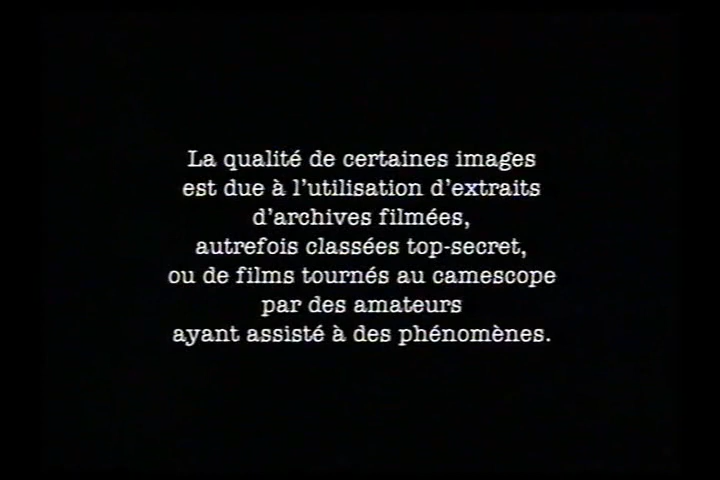 La qualité de certaines images
est due à l'utilisation d'extraits
d'archives filmées,
autrefois classées top-secret,
ou de films tournés au camescope
par des amateurs
ayant assisté à des phénomènes.